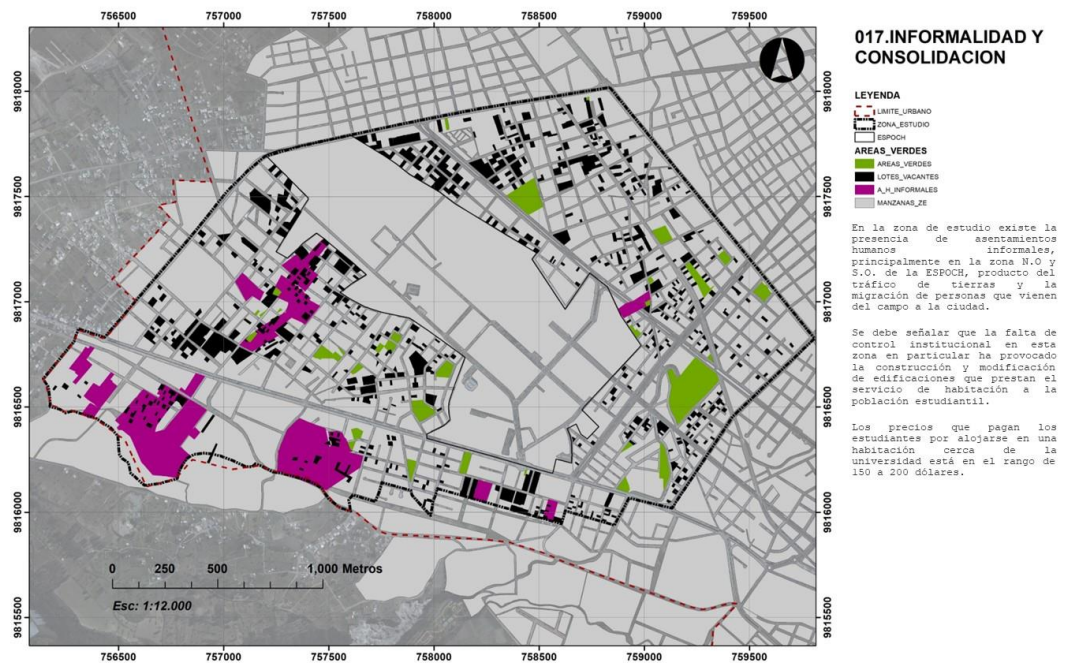 756500 757000 757500 758000 758500 759000 759500
017.INFORMALIDAD Y
CONSOLIDACION
LEYENDA
LIMITE_URBANO
ZONA_ESTUDIO
ESPOCH
AREAS_VERDES
AREAS_VERDES
LOTES_VACANTES
A_H_INFORMALES
MANZANAS_ZE
En la zona de estudio existe la
presencia de asentamientos
humanos informales,
principalmente en la zona N.O y
S.O. de la ESPOCH, producto del
tráfico de tierras y la
migración de personas que vienen
del campo a la ciudad.
Se debe señalar que la falta de
control institucional en esta
zona en particular ha provocado
la construcción y modificación
de edificaciones que prestan el
servicio de habitación a la
población estudiantil.
Los precios que pagan los
estudiantes por alojarse en una
habitación cerca de la
universidad está en el rango de
150 a 200 dólares.
9818000 9818000
9817500 9817500
9817000 9817000
9816500 9816500
9816000 9816000
9815500 9815500
0 250 500 1,000 Metros
Esc: 1:12.000
756500 757000 757500 758000 758500 759000 759500